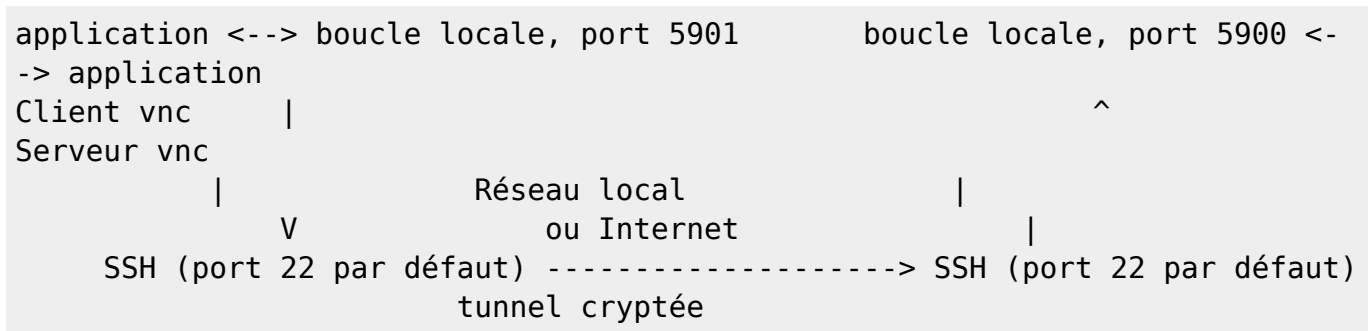 application <--> boucle locale, port 5901       boucle locale, port 5900 <-
-> application
Client vnc     |                                             ^
Serveur vnc
           |              Réseau local               |
               V              ou Internet                |
     SSH (port 22 par défaut) --------------------> SSH (port 22 par défaut)
                         tunnel cryptée